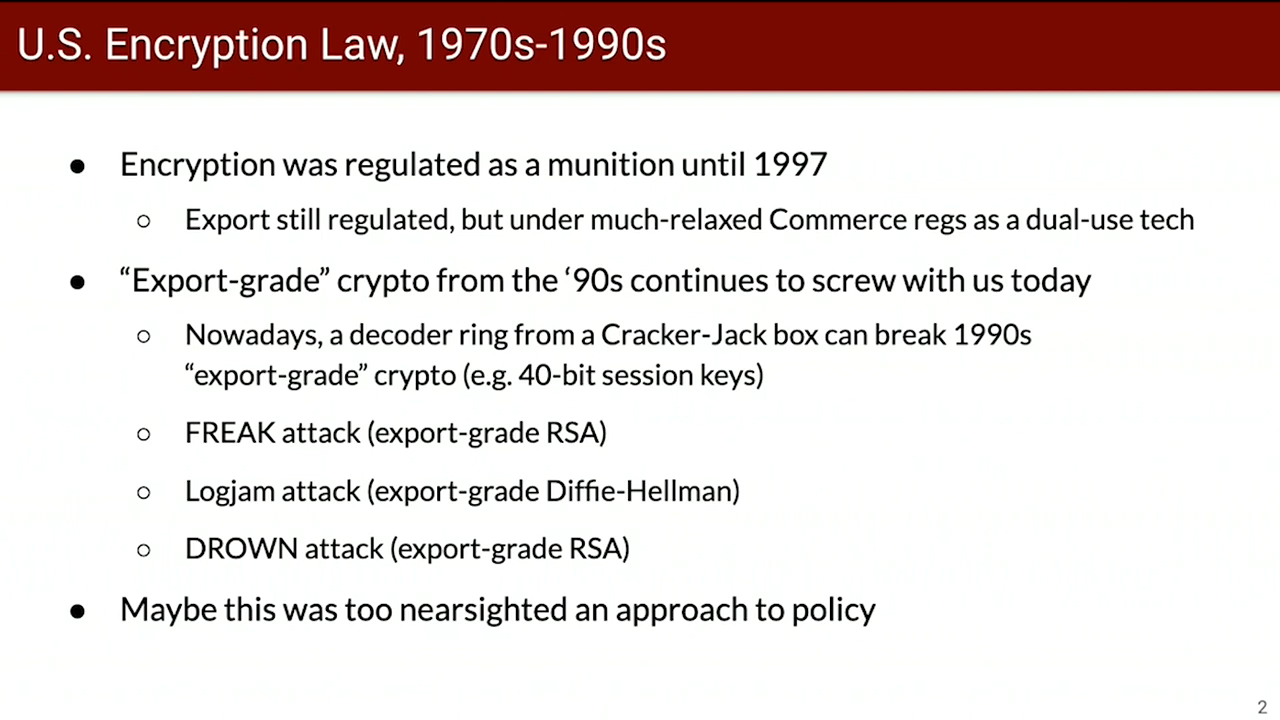 U.S. Encryption Law, 1970s-1990s
● Encryption was regulated as a munition until 1997
○ Export still regulated, but under much-relaxed Commerce regs as a dual-use tech
● “Export-grade” crypto from the ‘90s continues to screw with us today
○ Nowadays, a decoder ring from a Cracker-Jack box can break 1990s
“export-grade” crypto (e.g. 40-bit session keys)
○ FREAK attack (export-grade RSA)
○ Logjam attack (export-grade Diffie-Hellman)
○ DROWN attack (export-grade RSA)
● Maybe this was too nearsighted an approach to policy
2